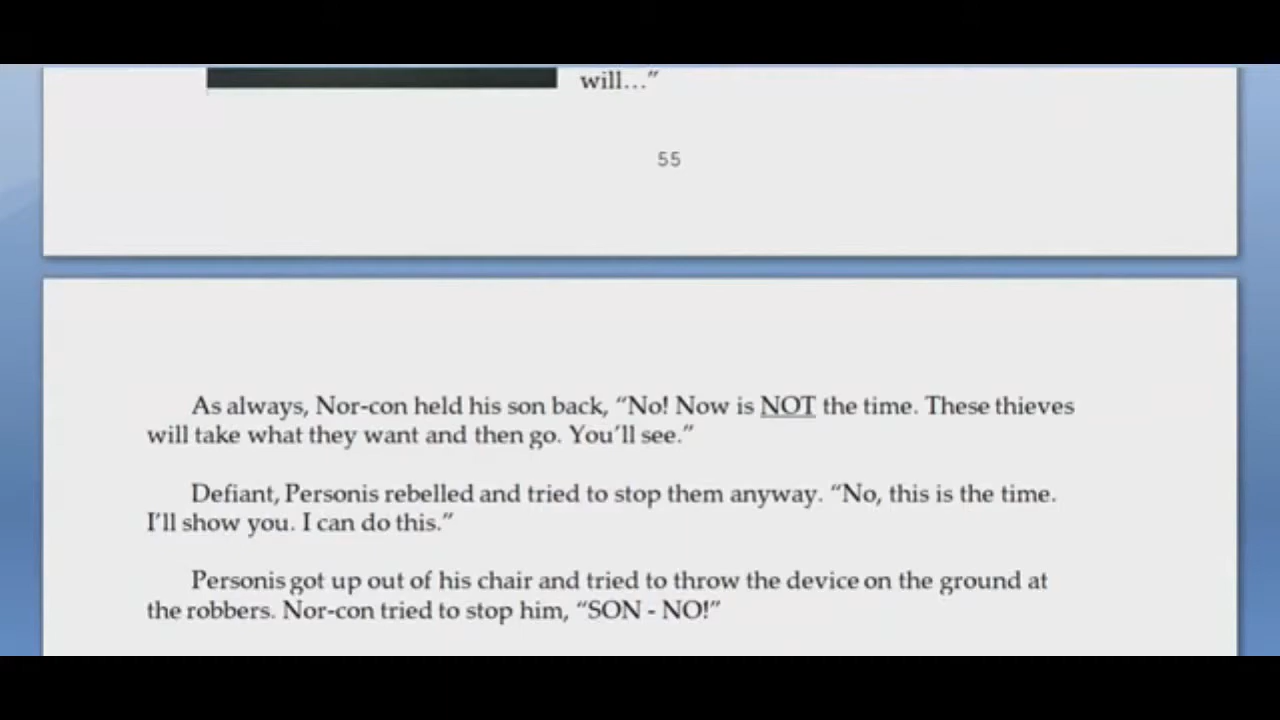 will…”
55
As always, Nor-con held his son back, “No! Now is NOT the time. These thieves
will take what they want and then go. You’ll see.”
Defiant, Personis rebelled and tried to stop them anyway. “No, this is the time.
I’ll show you. I can do this.”
Personis got up out of his chair and tried to throw the device on the ground at
the robbers. Nor-con tried to stop him, “SON - NO!”